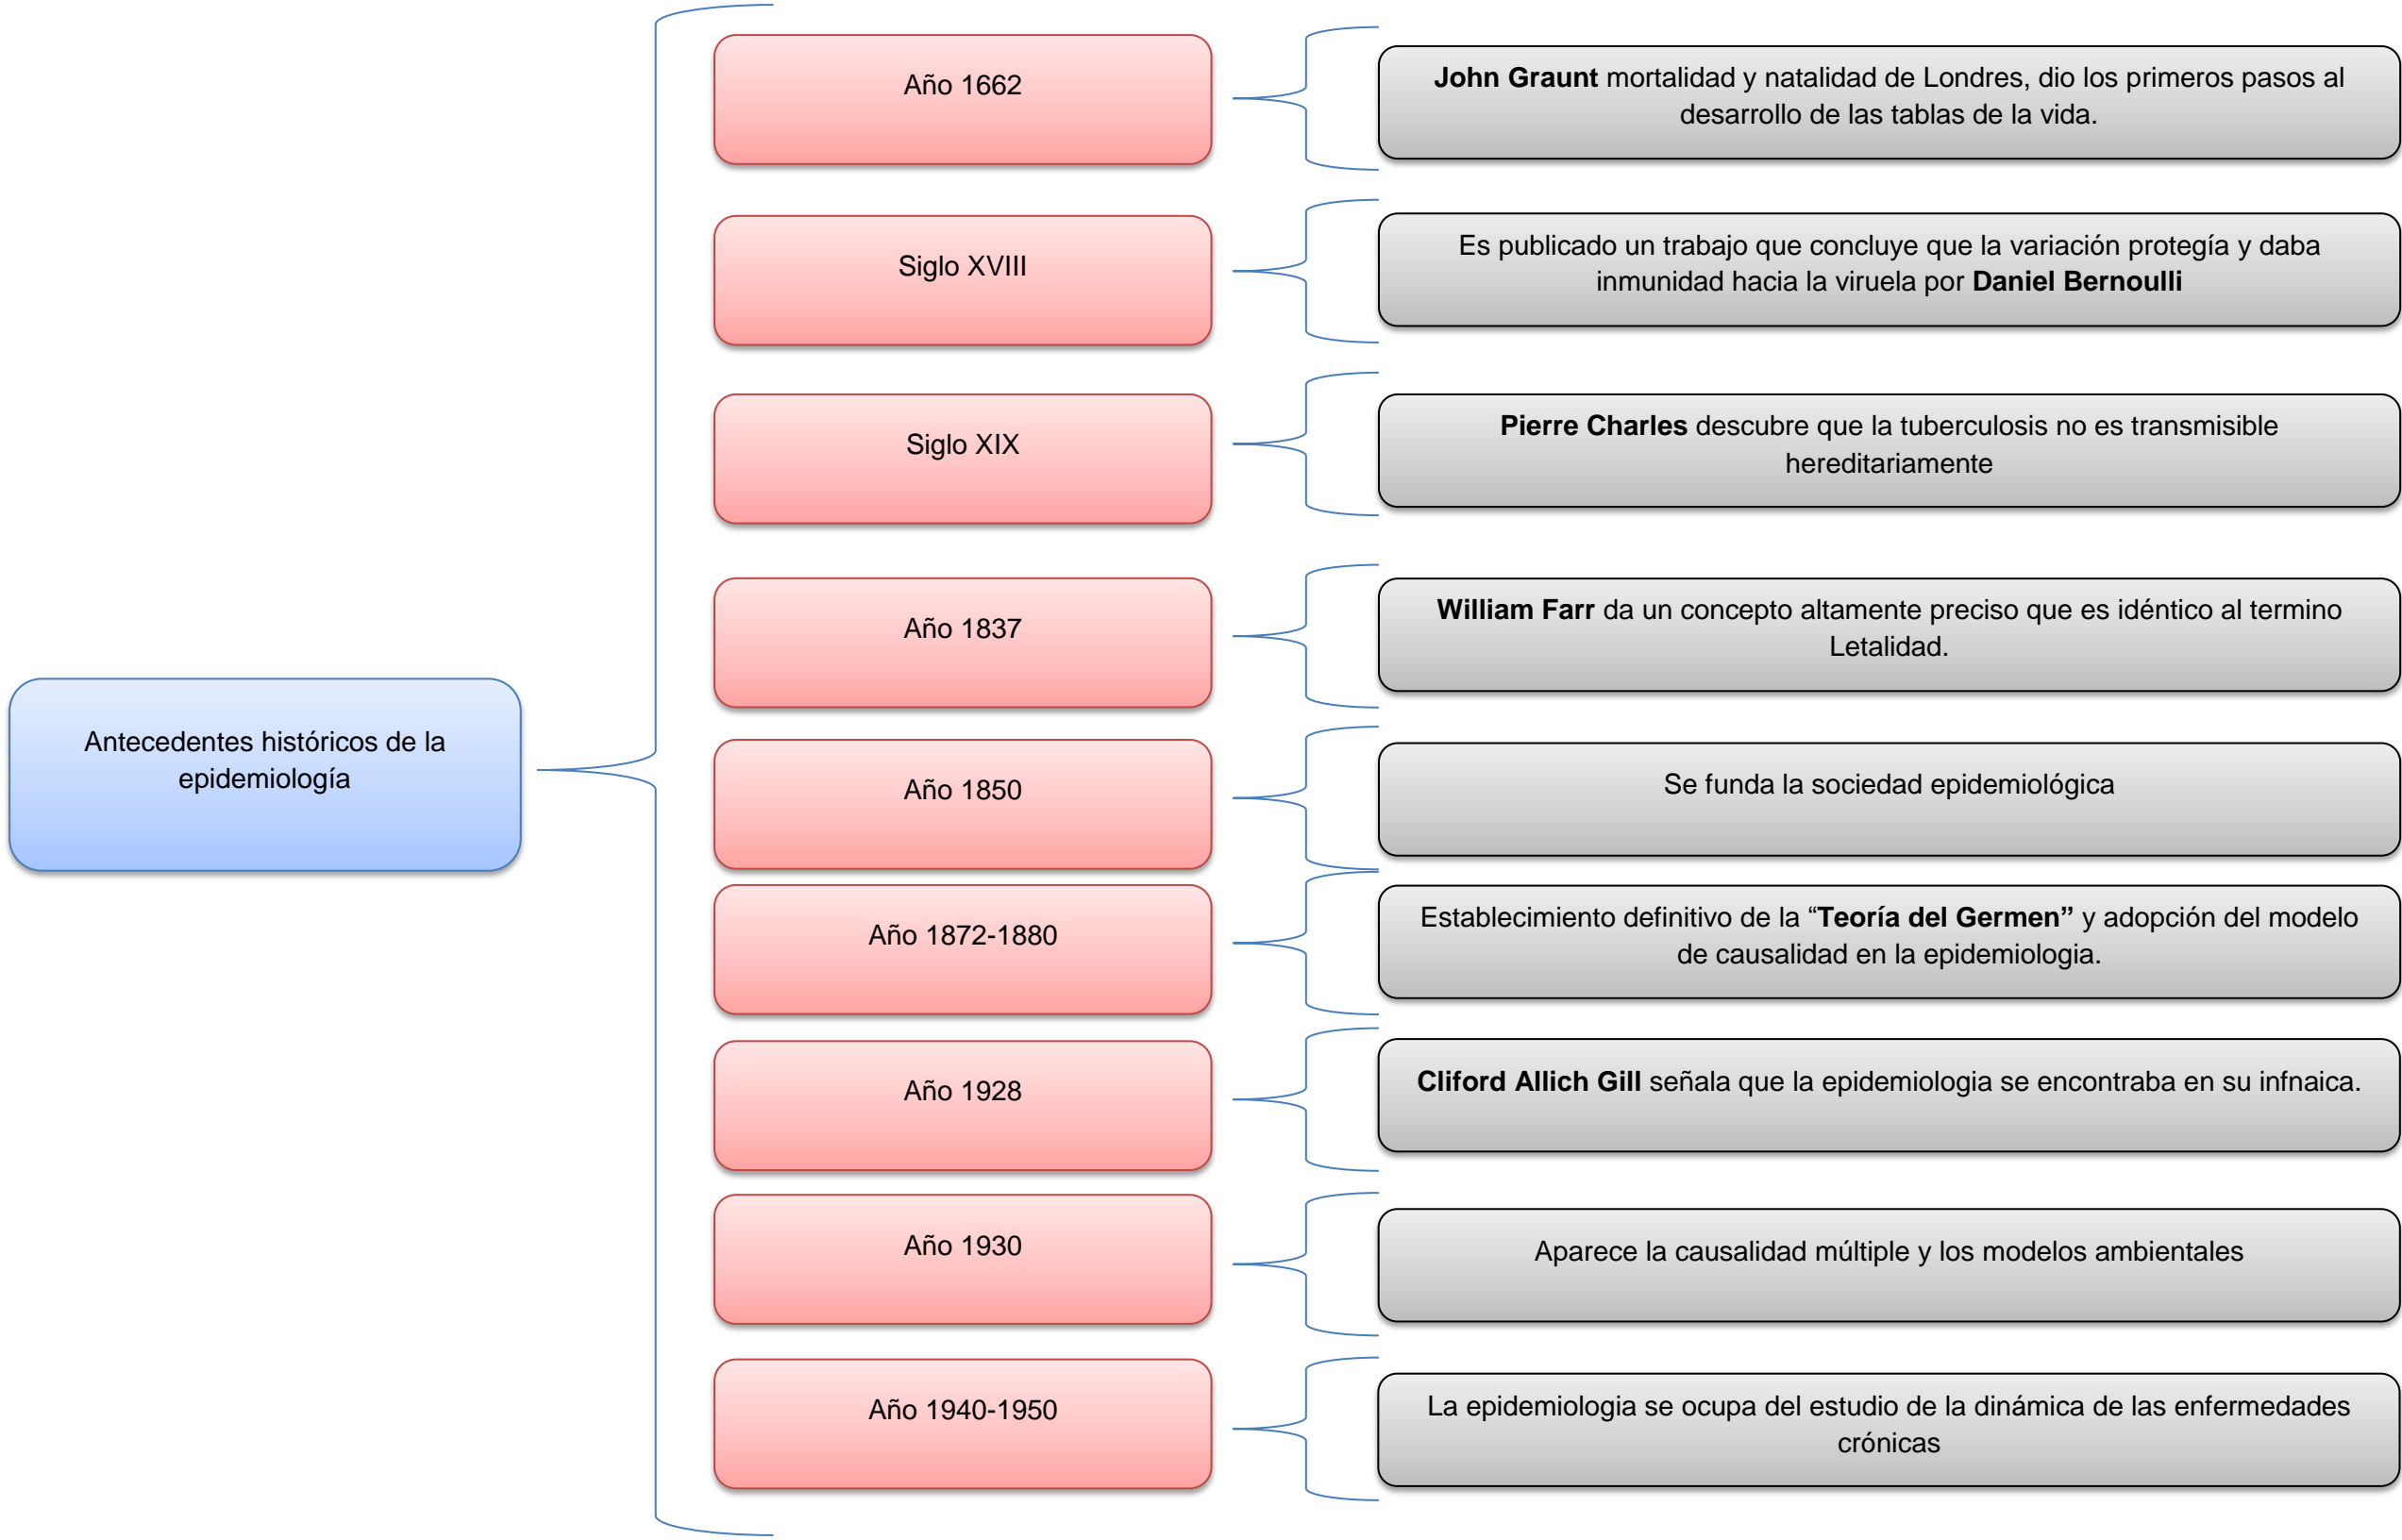 Antecedentes históricos de la
epidemiología
Año 1662
John Graunt mortalidad y natalidad de Londres, dio los primeros pasos al
desarrollo de las tablas de la vida.
Siglo XVIII
Es publicado un trabajo que concluye que la variación protegía y daba
inmunidad hacia la viruela por Daniel Bernoulli
Siglo XIX
Pierre Charles descubre que la tuberculosis no es transmisible
hereditariamente
Año 1837
William Farr da un concepto altamente preciso que es idéntico al termino
Letalidad.
Año 1850
Se funda la sociedad epidemiológica
Año 1872-1880
Establecimiento definitivo de la “Teoría del Germen” y adopción del modelo
de causalidad en la epidemiologia.
Año 1928
Cliford Allich Gill señala que la epidemiologia se encontraba en su infnaica.
Año 1930
Aparece la causalidad múltiple y los modelos ambientales
Año 1940-1950
La epidemiologia se ocupa del estudio de la dinámica de las enfermedades
crónicas